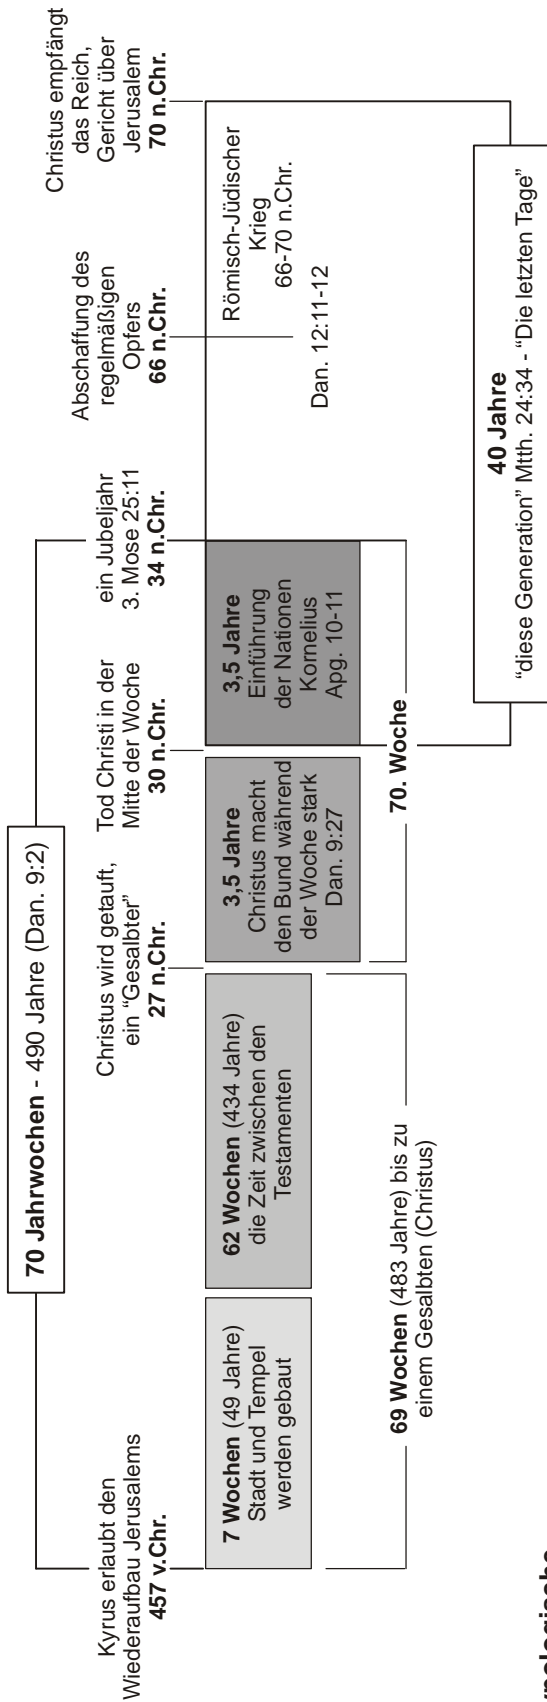 70 Jahrwochen - 490 Jahre (Dan. 9:2)
Kyrus erlaubt den
Wiederaufbau Jerusalems
457 v.Chr.
Christus wird getauft,
ein "Gesalbter"
27 n.Chr.
Tod Christi in der
Mitte der Woche
30 n.Chr.
ein Jubeljahr
3. Mose 25:11
34 n.Chr.
Abschaffung des
regelmäßigen
Opfers
66 n.Chr.
Christus empfängt
das Reich,
Gericht über
Jerusalem
70 n.Chr.
7 Wochen (49 Jahre)
Stadt und Tempel
werden gebaut
62 Wochen (434 Jahre)
die Zeit zwischen den
Testamenten
3,5 Jahre
Christus macht
den Bund während
der Woche stark
Dan. 9:27
3,5 Jahre
Einführung
der Nationen
Kornelius
Apg. 10-11
Römisch-Jüdischer
Krieg
66-70 n.Chr.
Dan. 12:11-12
69 Wochen (483 Jahre) bis zu
einem Gesalbten (Christus)
70. Woche
40 Jahre
"diese Generation" Mtth. 24:34 - "Die letzten Tage"